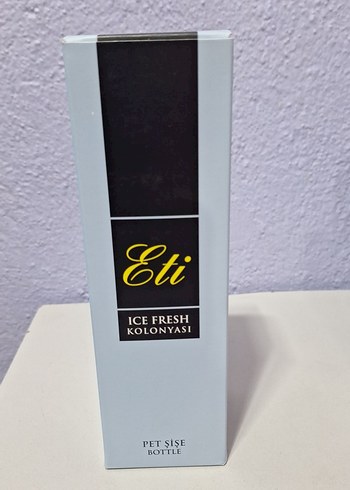 Eti
ICE FRESH
KOLONYASI
PET ŞİŞE
BOTTLE